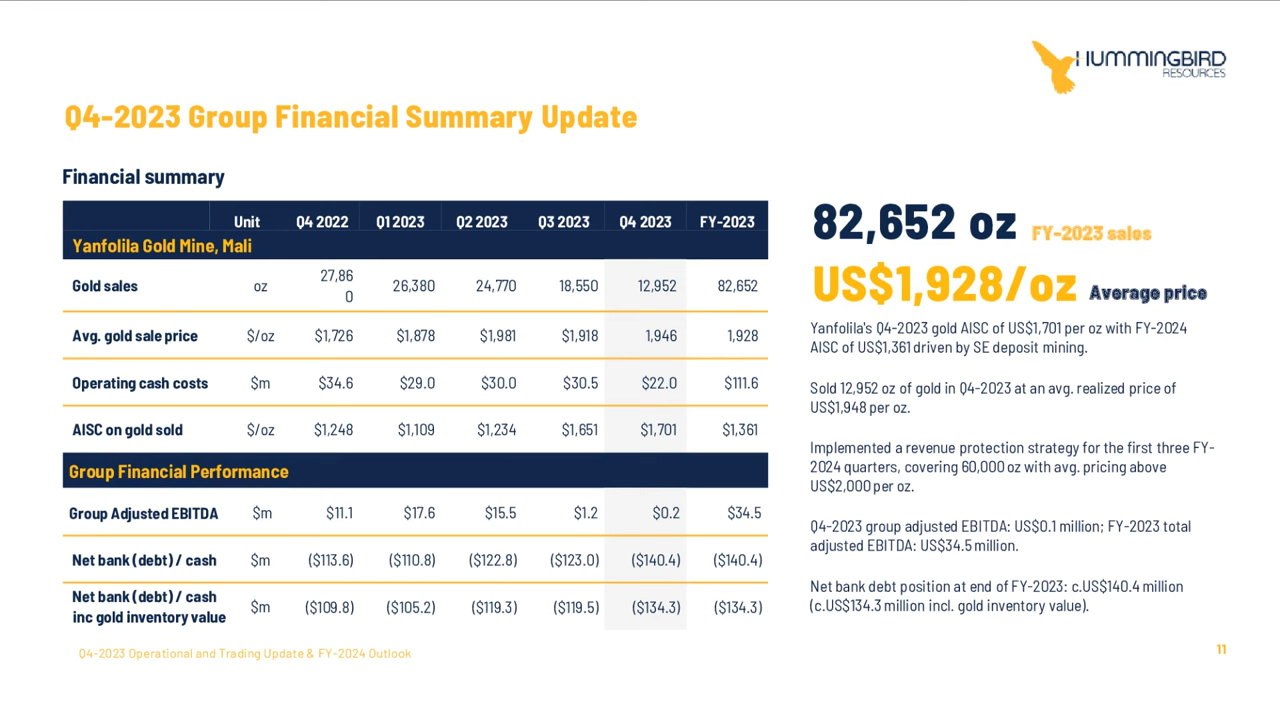 HUMMINGBIRD
RESOURCES
Q4-2023 Group Financial Summary Update
Financial summary
Unit Q4 2022 Q1 2023 Q2 2023 Q3 2023 Q4 2023 FY-2023
Yanfolila Gold Mine, Mali
Gold sales oz 27,86
0 26,380 24,770 18,550 12,952 82,652
Avg. gold sale price $/oz $1,726 $1,878 $1,981 $1,918 1,946 1,928
Operating cash costs $m $34.6 $29.0 $30.0 $30.5 $22.0 $111.6
AISC on gold sold $/oz $1,248 $1,109 $1,234 $1,651 $1,701 $1,361
Group Financial Performance
Group Adjusted EBITDA $m $11.1 $17.6 $15.5 $1.2 $0.2 $34.5
Net bank (debt) / cash $m ($113.6) ($110.8) ($122.8) ($123.0) ($140.4) ($140.4)
Net bank (debt) / cash
inc gold inventory value $m ($109.8) ($105.2) ($119.3) ($119.5) ($134.3) ($134.3)
82,652 oz FY-2023 sales
US$1,928/oz Average price
Yanfolila's Q4-2023 gold AISC of US$1,701 per oz with FY-2024
AISC of US$1,361 driven by SE deposit mining.
Sold 12,952 oz of gold in Q4-2023 at an avg. realized price of
US$1,948 per oz.
Implemented a revenue protection strategy for the first three FY-
2024 quarters, covering 60,000 oz with avg. pricing above
US$2,000 per oz.
Q4-2023 group adjusted EBITDA: US$0.1 million; FY-2023 total
adjusted EBITDA: US$34.5 million.
Net bank debt position at end of FY-2023: c.US$140.4 million
(c.US$134.3 million incl. gold inventory value).
Q4-2023 Operational and Trading Update & FY-2024 Outlook
11